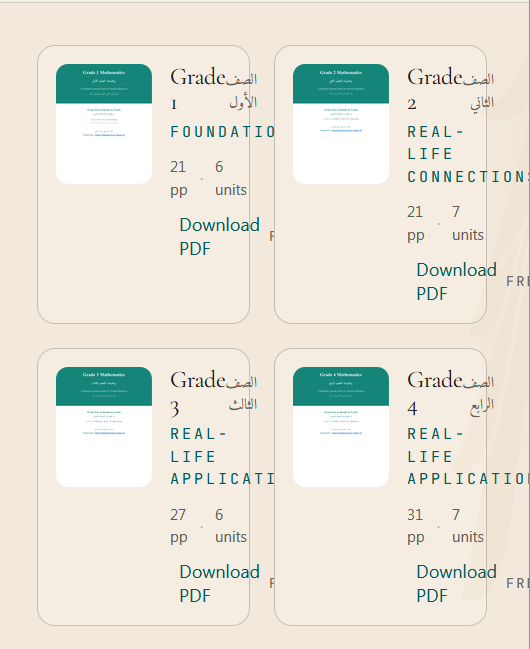 Grade 1 Mathematics
Grade الصف
1 الأول
FOUNDATIO
21 pp · 6 units
Download PDF
F
Grade 2 Mathematics
Grade الصف
2 الثاني
REAL-
LIFE
CONNECTIONS
21 pp · 7 units
Download PDF
FRE
Grade 3 Mathematics
Grade الصف
3 الثالث
REAL-
LIFE
APPLICATI
27 pp · 6 units
Download PDF
F
Grade 4 Mathematics
Grade الصف
4 الرابع
REAL-
LIFE
APPLICATION
31 pp · 7 units
Download PDF
FRE